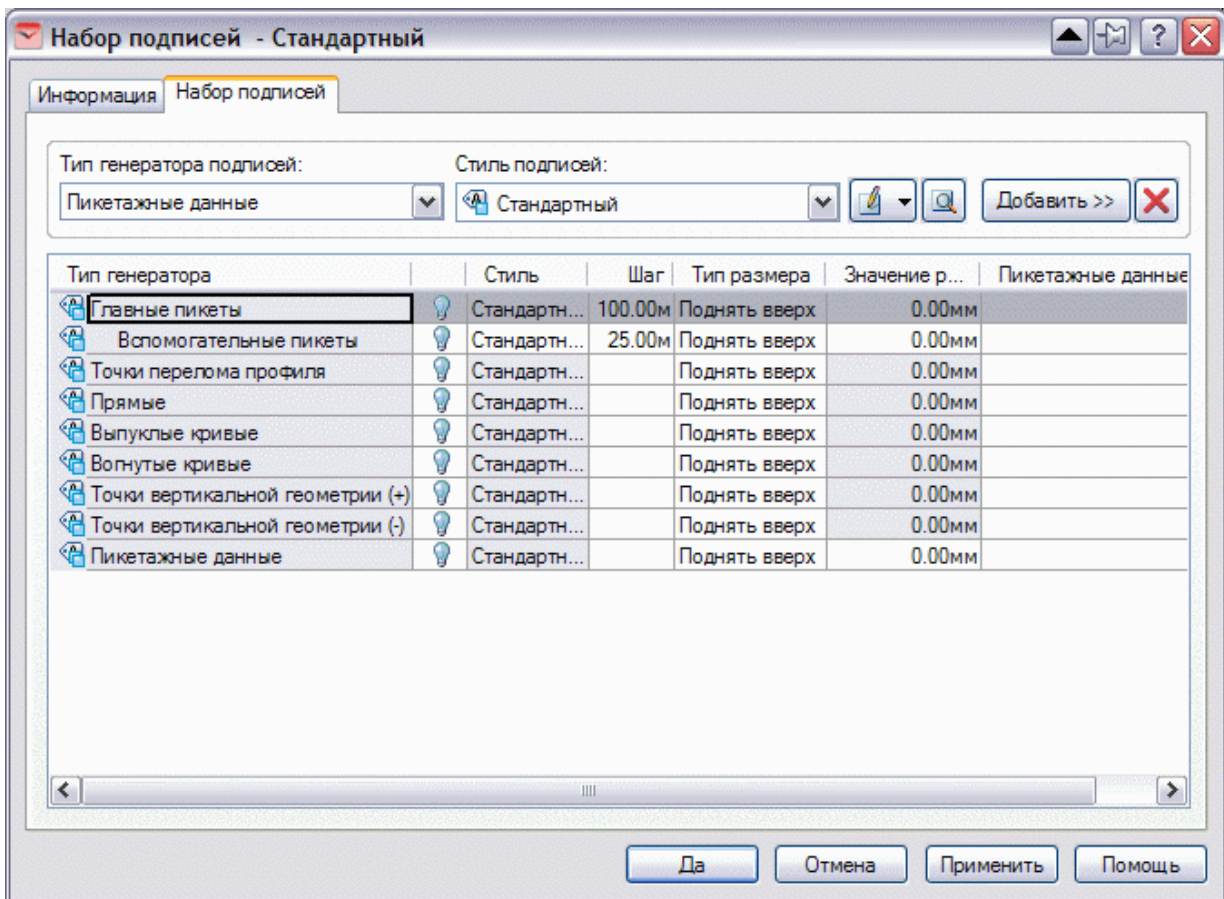 Набор подписей - Стандартный
?
Информация Набор подписей
Тип генератора подписей: Стиль подписей:
Пикетажные данные Стандартный Добавить >>
Тип генератора Стиль Шаг Тип размера Значение р... Пикетажные данные
Главные пикеты Стандартн... 100.00м Поднять вверх 0.00мм
Вспомогательные пикеты Стандартн... 25.00м Поднять вверх 0.00мм
Точки перелома профиля Стандартн... Поднять вверх 0.00мм
Прямые Стандартн... Поднять вверх 0.00мм
Выпуклые кривые Стандартн... Поднять вверх 0.00мм
Вогнутые кривые Стандартн... Поднять вверх 0.00мм
Точки вертикальной геометрии (+) Стандартн... Поднять вверх 0.00мм
Точки вертикальной геометрии (-) Стандартн... Поднять вверх 0.00мм
Пикетажные данные Стандартн... Поднять вверх 0.00мм
Да Отмена Применить Помощь